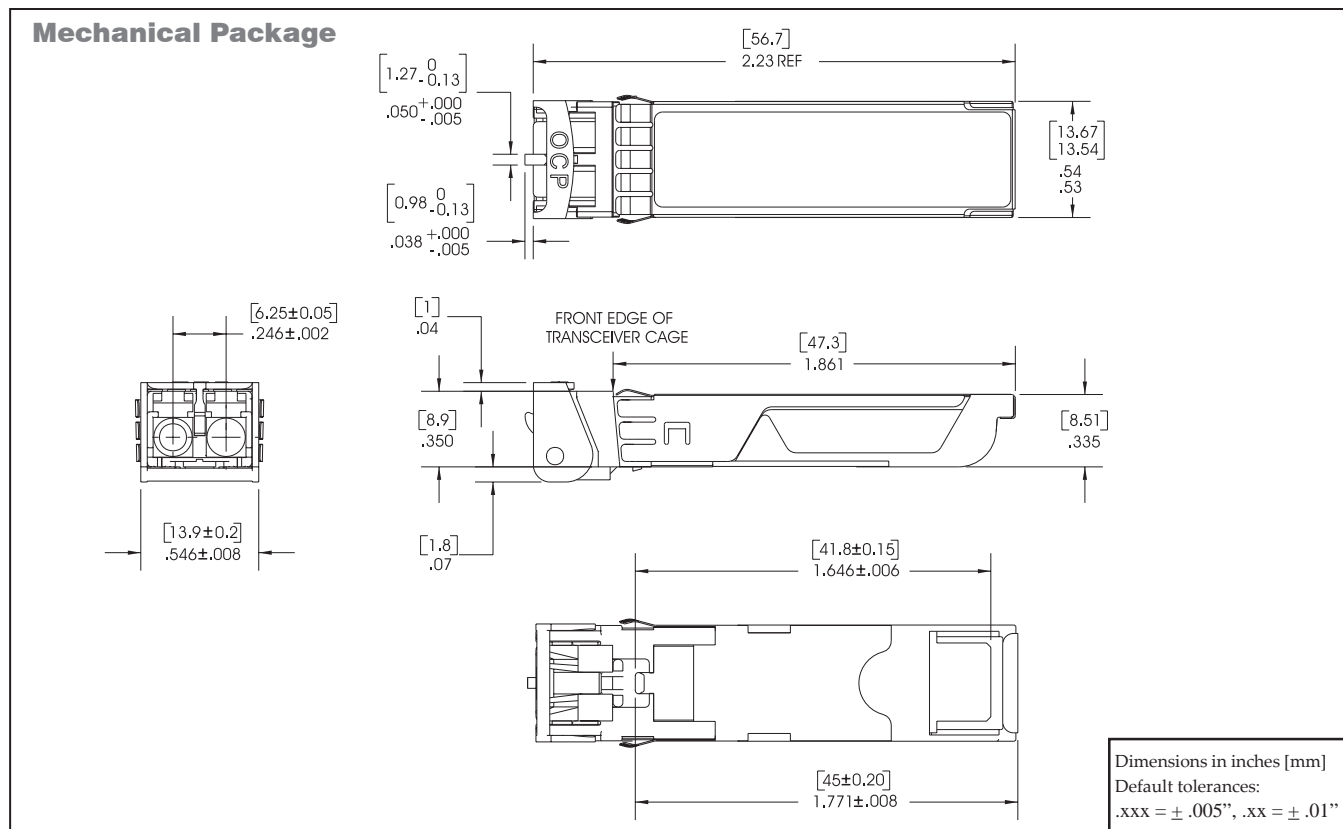 Mechanical Package
[56.7]
2.23 REF
[1.27 0 -0.13]
.050 +.000 -.005
OCP
[13.67
13.54]
.54
.53
[0.98 0 -0.13]
.038 +.000 -.005
[6.25±0.05]
.246±.002
[1]
.04
FRONT EDGE OF
TRANSCEIVER CAGE
[47.3]
1.861
[8.9]
.350
[8.51]
.335
[13.9±0.2]
.546±.008
[1.8]
.07
[41.8±0.15]
1.646±.006
[45±0.20]
1.771±.008
Dimensions in inches [mm]
Default tolerances:
.xxx = ± .005”, .xx = ± .01”